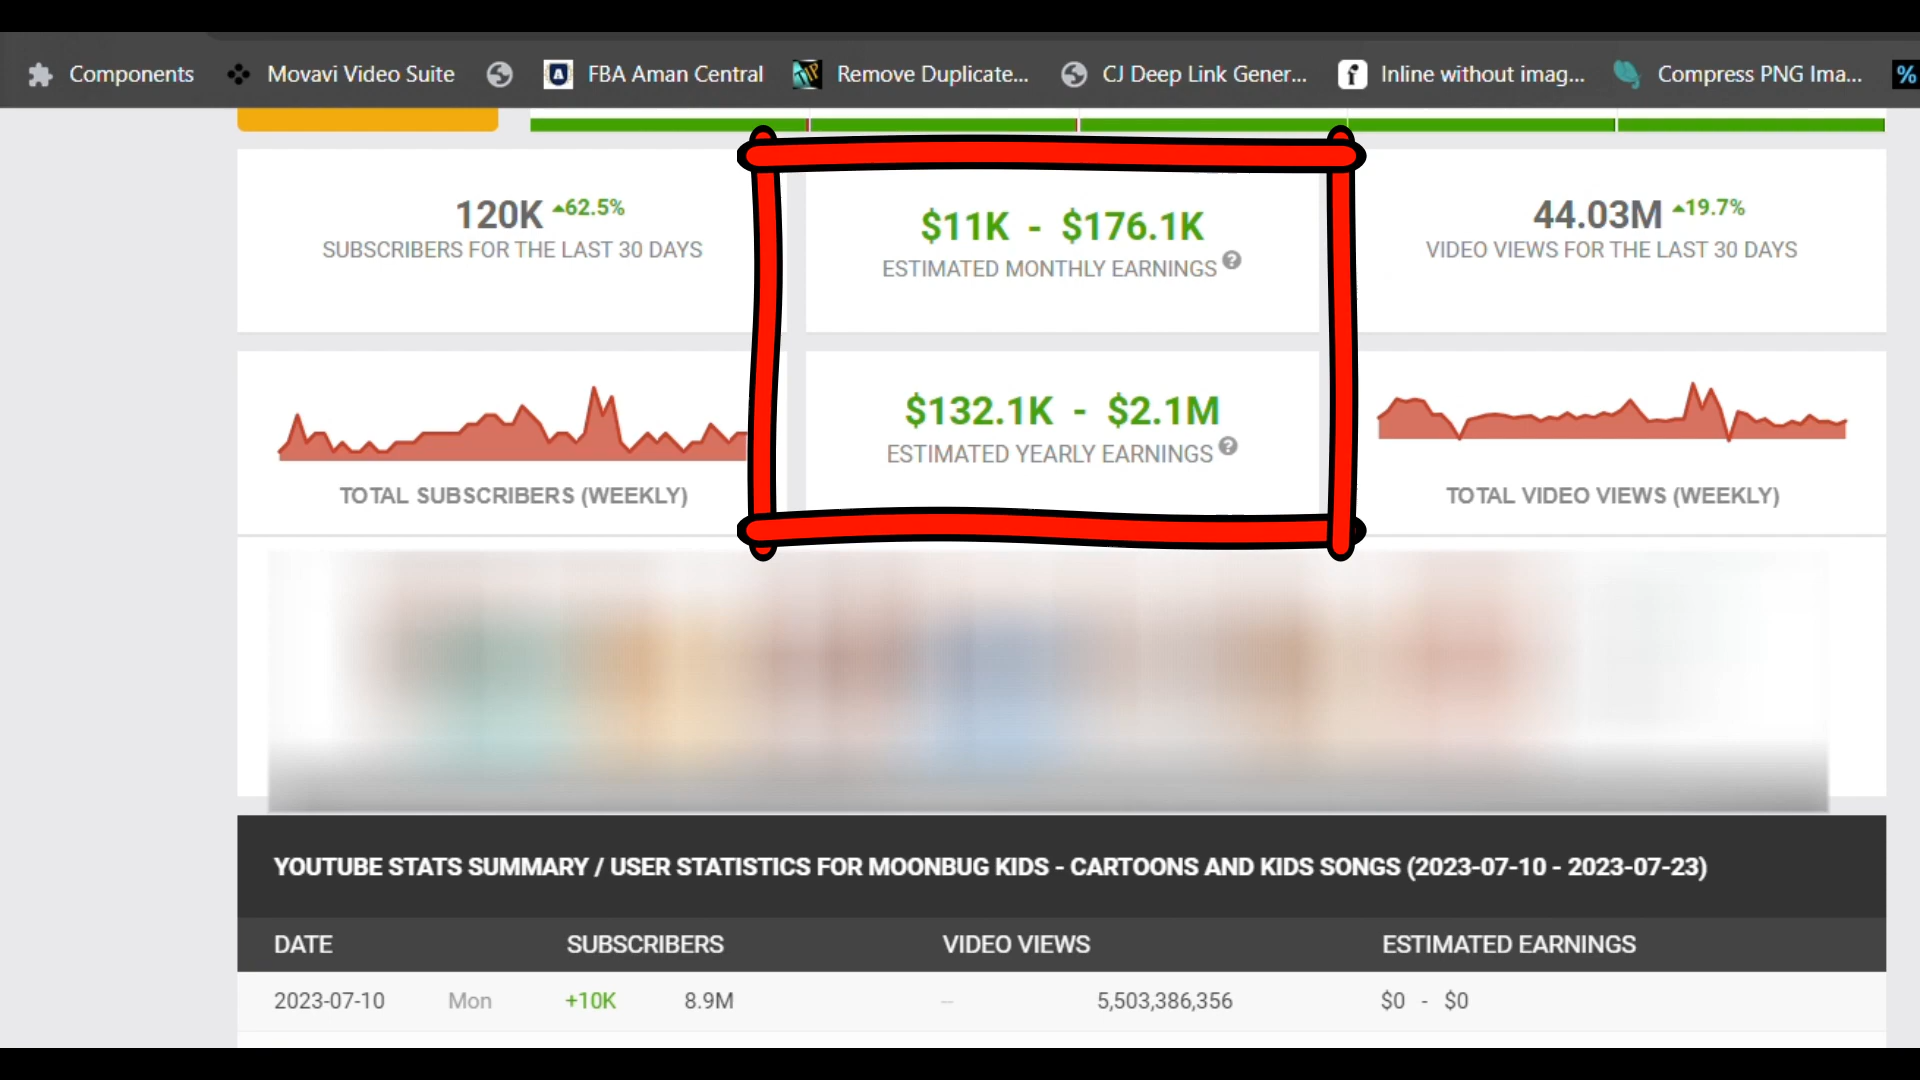 Components Movavi Video Suite FBA Aman Central Remove Duplicate... CJ Deep Link Gener... Inline without imag... Compress PNG Ima... %
120K 62.5%
SUBSCRIBERS FOR THE LAST 30 DAYS
$11K - $176.1K
ESTIMATED MONTHLY EARNINGS ?
44.03M 19.7%
VIDEO VIEWS FOR THE LAST 30 DAYS
TOTAL SUBSCRIBERS (WEEKLY)
$132.1K - $2.1M
ESTIMATED YEARLY EARNINGS ?
TOTAL VIDEO VIEWS (WEEKLY)
YOUTUBE STATS SUMMARY / USER STATISTICS FOR MOONBUG KIDS - CARTOONS AND KIDS SONGS (2023-07-10 - 2023-07-23)
DATE SUBSCRIBERS VIDEO VIEWS ESTIMATED EARNINGS
2023-07-10 Mon +10K 8.9M -- 5,503,386,356 $0 - $0